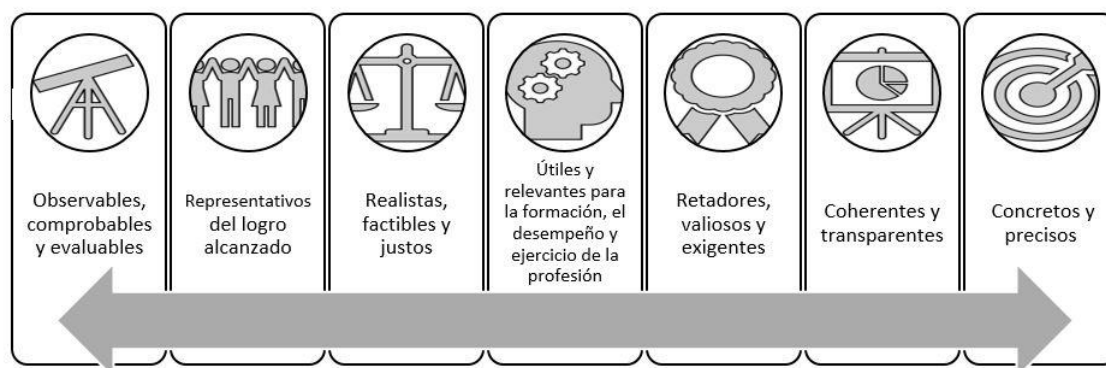 Observables,
comprobables
y evaluables
Representativos
del logro
alcanzado
Realistas,
factibles y
justos
Útiles y
relevantes para
la formación, el
desempeño y
ejercicio de la
profesión
Retadores,
valiosos y
exigentes
Coherentes y
transparentes
Concretos y
precisos